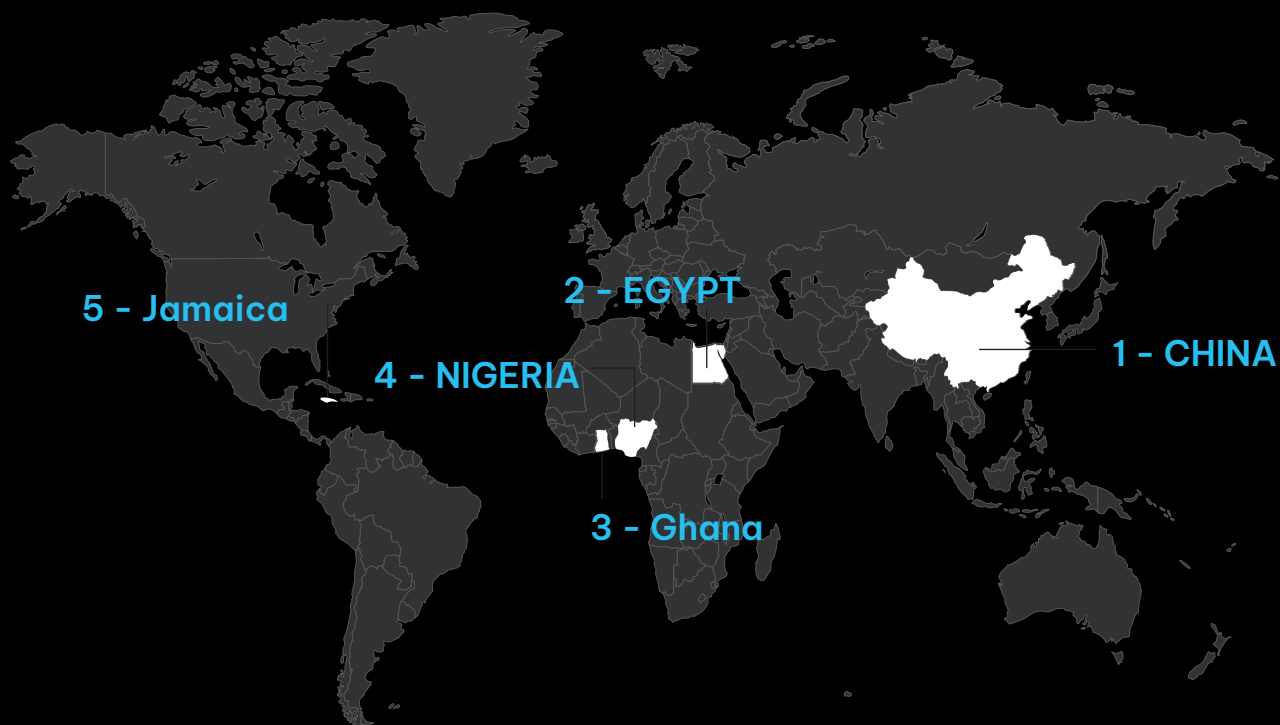 2 - EGYPT
5 - Jamaica
1 - CHINA
4 - NIGERIA
3 - Ghana